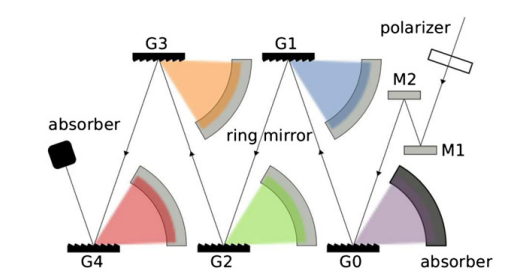 polarizer
G3
G1
M2
absorber
ring mirror
M1
G4
G2
G0
absorber